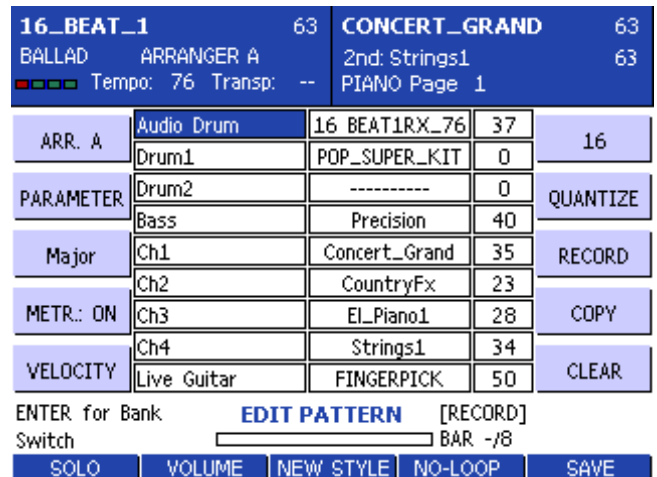 16_BEAT_1 63 CONCERT_GRAND 63
BALLAD ARRANGER A 2nd: Strings1 63
Tempo: 76 Transp: -- PIANO Page 1
ARR. A
PARAMETER
Major
METR.: ON
VELOCITY
Audio Drum 16 BEAT1RX_76 37
Drum1 POP_SUPER_KIT 0
Drum2 ---------- 0
Bass Precision 40
Ch1 Concert_Grand 35
Ch2 CountryFx 23
Ch3 El_Piano1 28
Ch4 Strings1 34
Live Guitar FINGERPICK 50
16
QUANTIZE
RECORD
COPY
CLEAR
ENTER for Bank EDIT PATTERN [RECORD]
Switch BAR -/8
SOLO VOLUME NEW STYLE NO-LOOP SAVE